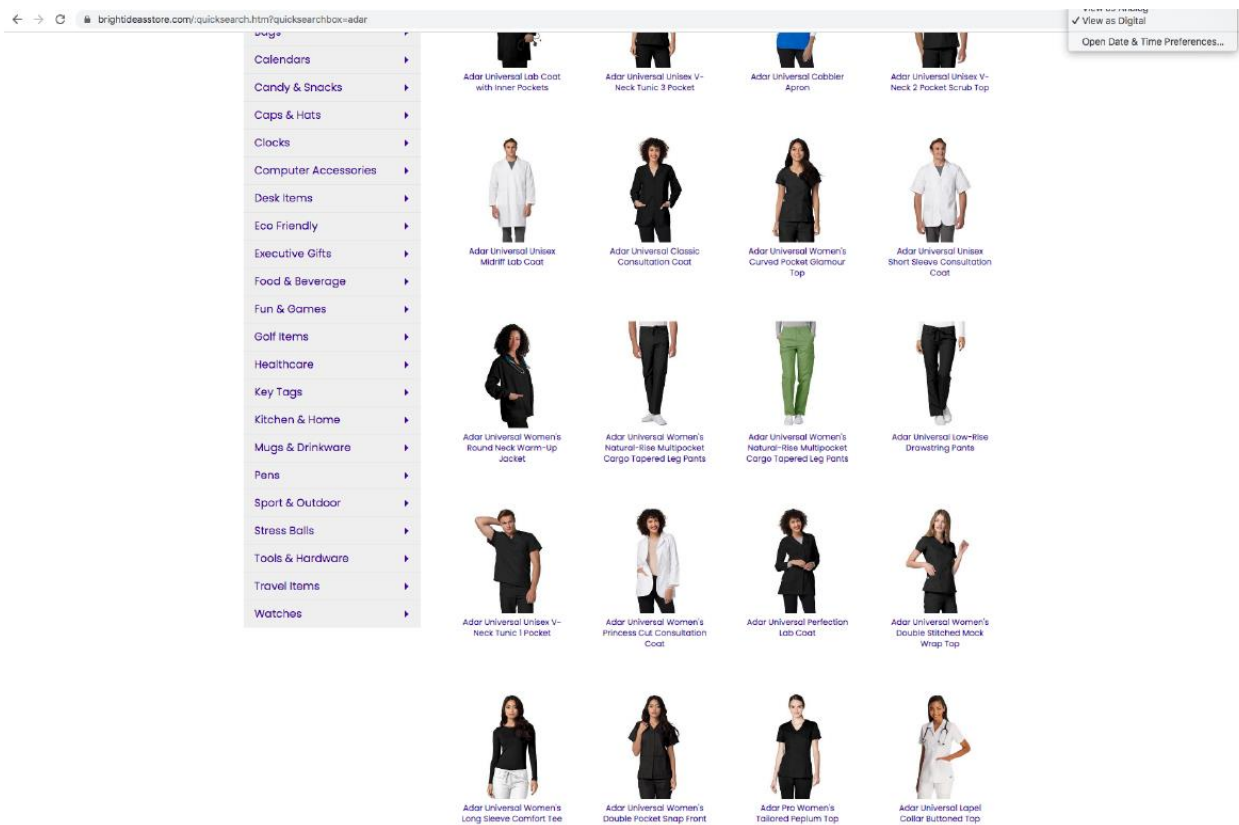 brightideasstore.com/:quicksearch.htm?quicksearchbox=adar
View as Analog
✓ View as Digital
Open Date & Time Preferences...
Bags
Calendars
Candy & Snacks
Caps & Hats
Clocks
Computer Accessories
Desk Items
Eco Friendly
Executive Gifts
Food & Beverage
Fun & Games
Golf Items
Healthcare
Key Tags
Kitchen & Home
Mugs & Drinkware
Pens
Sport & Outdoor
Stress Balls
Tools & Hardware
Travel Items
Watches
Adar Universal Lab Coat
with Inner Pockets
Adar Universal Unisex V-
Neck Tunic 3 Pocket
Adar Universal Cobbler
Apron
Adar Universal Unisex V-
Neck 2 Pocket Scrub Top
Adar Universal Unisex
Midriff Lab Coat
Adar Universal Classic
Consultation Coat
Adar Universal Women's
Curved Pocket Glamour
Top
Adar Universal Unisex
Short Sleeve Consultation
Coat
Adar Universal Women's
Round Neck Warm-Up
Jacket
Adar Universal Women's
Natural-Rise Multipocket
Cargo Tapered Leg Pants
Adar Universal Women's
Natural-Rise Multipocket
Cargo Tapered Leg Pants
Adar Universal Low-Rise
Drawstring Pants
Adar Universal Unisex V-
Neck Tunic 1 Pocket
Adar Universal Women's
Princess Cut Consultation
Coat
Adar Universal Perfection
Lab Coat
Adar Universal Women's
Double Stitched Mock
Wrap Top
Adar Universal Women's
Long Sleeve Comfort Tee
Adar Universal Women's
Double Pocket Snap Front
Adar Pro Women's
Tailored Peplum Top
Adar Universal Lapel
Collar Buttoned Top